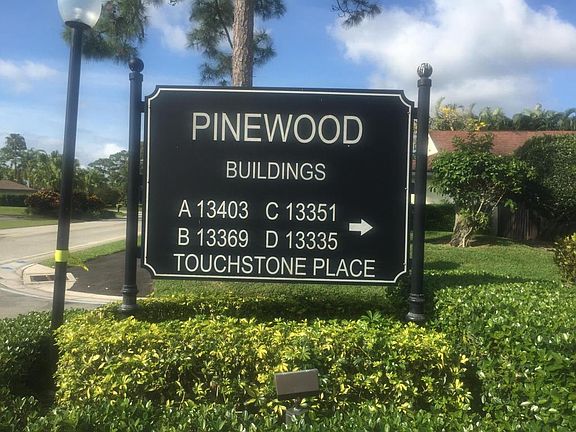 PINEWOOD
BUILDINGS
A 13403 C 13351
B 13369 D 13335
TOUCHSTONE PLACE